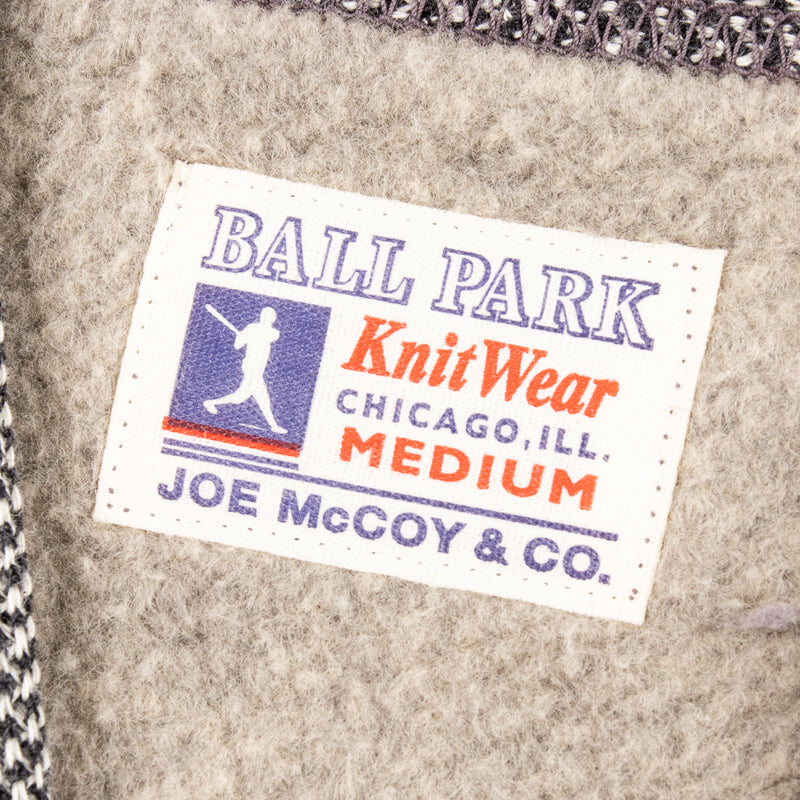 BALL PARK
KnitWear
CHICAGO, ILL.
MEDIUM
JOE McCOY & CO.